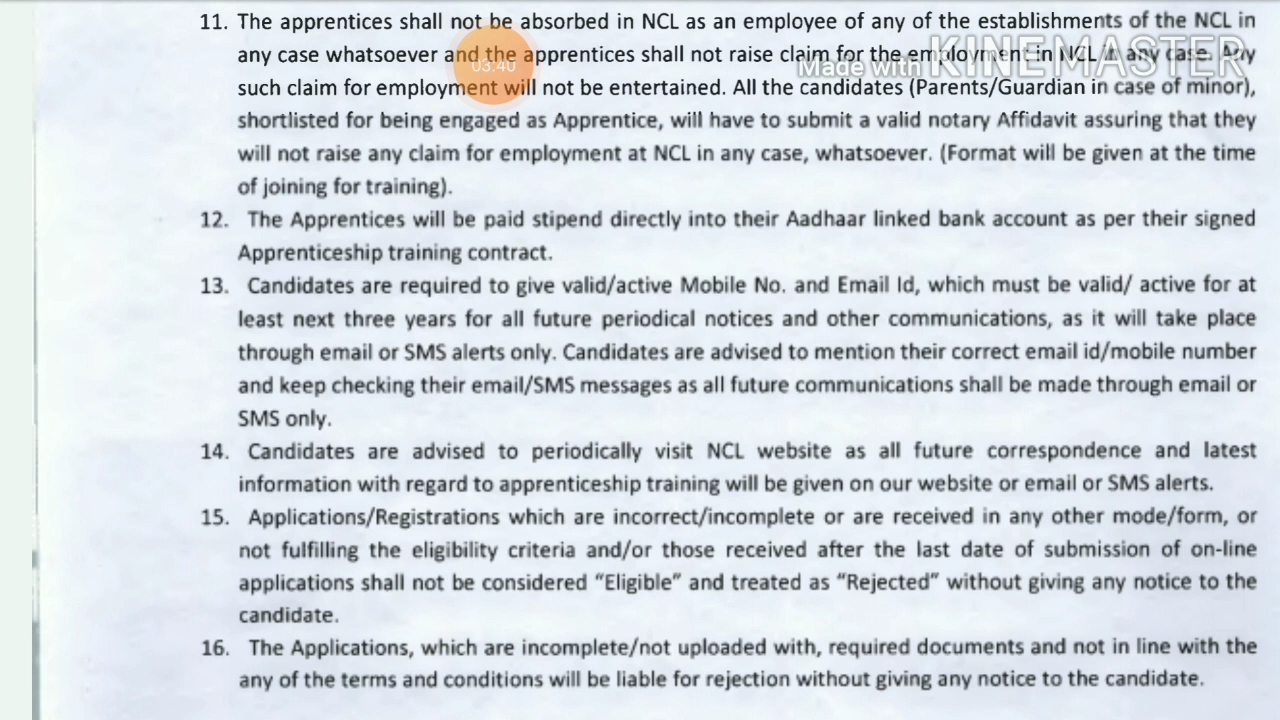 11. The apprentices shall not be absorbed in NCL as an employee of any of the establishments of the NCL in
any case whatsoever and the apprentices shall not raise claim for the employment in NCL in any case. Any
03:40
Made with KINEMASTER
such claim for employment will not be entertained. All the candidates (Parents/Guardian in case of minor),
shortlisted for being engaged as Apprentice, will have to submit a valid notary Affidavit assuring that they
will not raise any claim for employment at NCL in any case, whatsoever. (Format will be given at the time
of joining for training).
12. The Apprentices will be paid stipend directly into their Aadhaar linked bank account as per their signed
Apprenticeship training contract.
13. Candidates are required to give valid/active Mobile No. and Email Id, which must be valid/ active for at
least next three years for all future periodical notices and other communications, as it will take place
through email or SMS alerts only. Candidates are advised to mention their correct email id/mobile number
and keep checking their email/SMS messages as all future communications shall be made through email or
SMS only.
14. Candidates are advised to periodically visit NCL website as all future correspondence and latest
information with regard to apprenticeship training will be given on our website or email or SMS alerts.
15. Applications/Registrations which are incorrect/incomplete or are received in any other mode/form, or
not fulfilling the eligibility criteria and/or those received after the last date of submission of on-line
applications shall not be considered “Eligible” and treated as “Rejected” without giving any notice to the
candidate.
16. The Applications, which are incomplete/not uploaded with, required documents and not in line with the
any of the terms and conditions will be liable for rejection without giving any notice to the candidate.